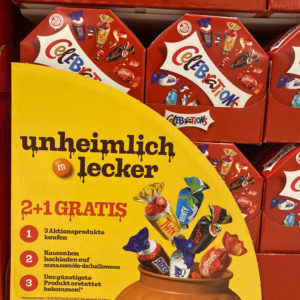 CELEBRATIONS
CELEBRATIONS
CELEBRATIONS
unheimlich
m lecker
2+1 GRATIS
1 3 Aktionsprodukte
kaufen
2 Kassenbon
hochladen auf
mms.com/de-de/halloween
3 Das günstigste
Produkt erstattet
bekommen!*